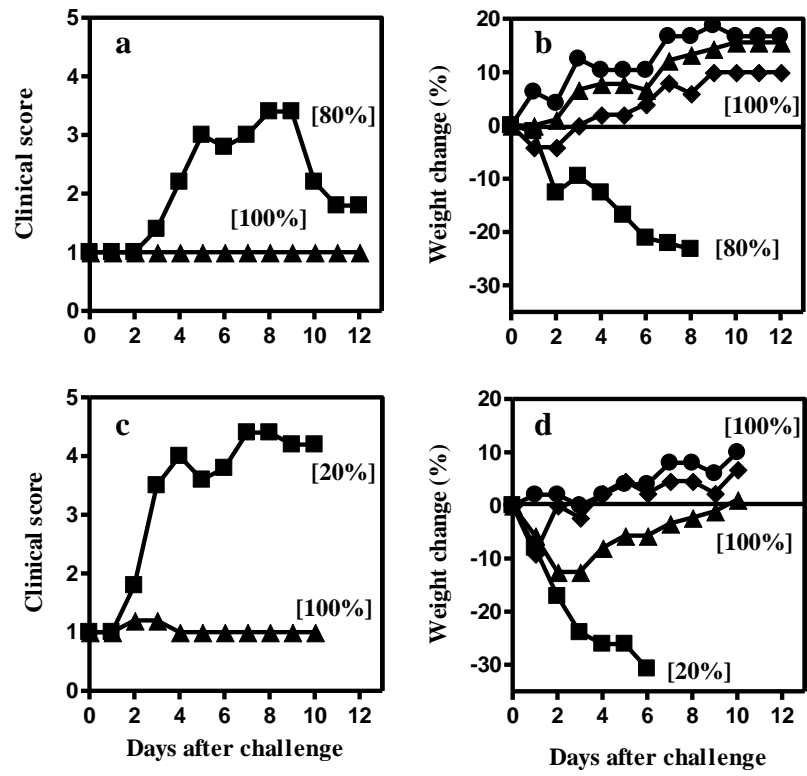 a
Clinical score
5
4
3
2
1
0
[80%]
[100%]
0 2 4 6 8 10 12
b
Weight change (%)
20
10
0
-10
-20
-30
[100%]
[80%]
0 2 4 6 8 10 12
c
Clinical score
5
4
3
2
1
0
[20%]
[100%]
0 2 4 6 8 10 12
Days after challenge
d
Weight change (%)
20
10
0
-10
-20
-30
[100%]
[100%]
[20%]
0 2 4 6 8 10 12
Days after challenge